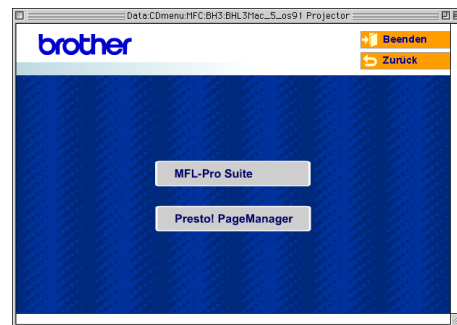 Data:CDmenu:MFC:BH3:BHL3Mac_5_os91 Projector
brother
Beenden
Zurück
MFL-Pro Suite
Presto! PageManager